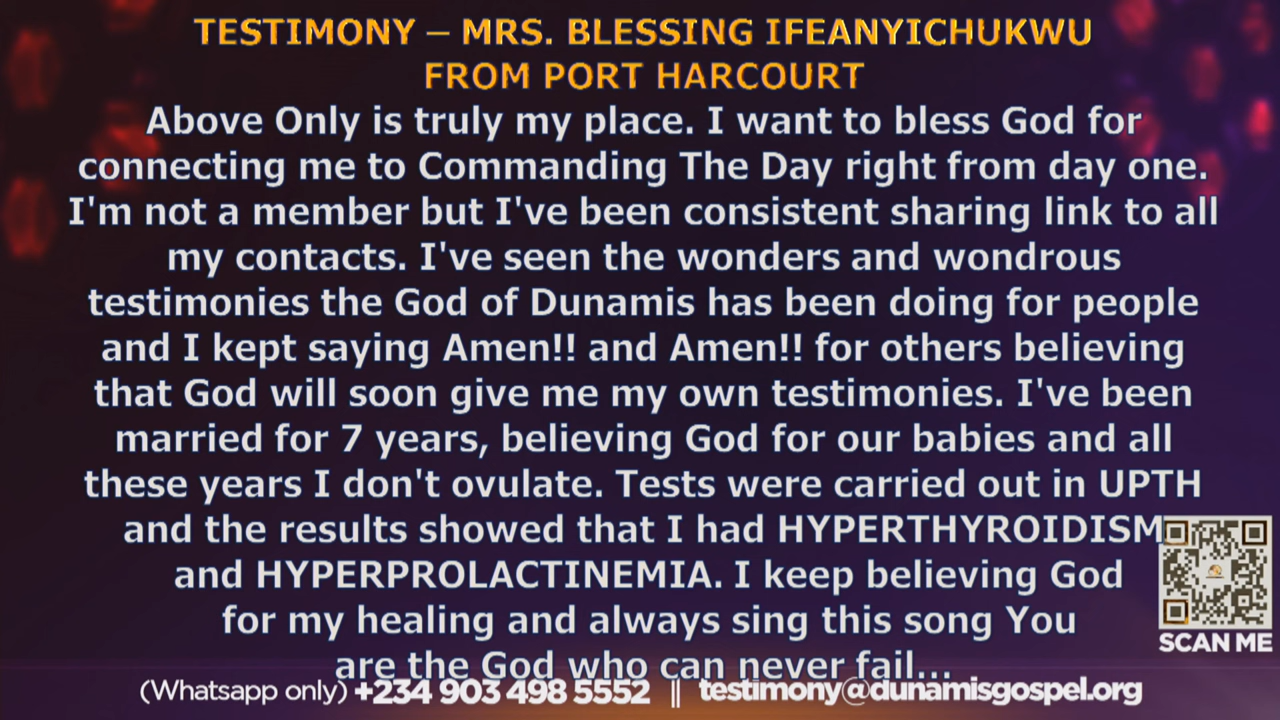 TESTIMONY – MRS. BLESSING IFEANYICHUKWU
FROM PORT HARCOURT
Above Only is truly my place. I want to bless God for
connecting me to Commanding The Day right from day one.
I'm not a member but I've been consistent sharing link to all
my contacts. I've seen the wonders and wondrous
testimonies the God of Dunamis has been doing for people
and I kept saying Amen!! and Amen!! for others believing
that God will soon give me my own testimonies. I've been
married for 7 years, believing God for our babies and all
these years I don't ovulate. Tests were carried out in UPTH
and the results showed that I had HYPERTHYROIDISM
and HYPERPROLACTINEMIA. I keep believing God
for my healing and always sing this song You
are the God who can never fail...
SCAN ME
(Whatsapp only) +234 903 498 5552 || testimony@dunamisgospel.org